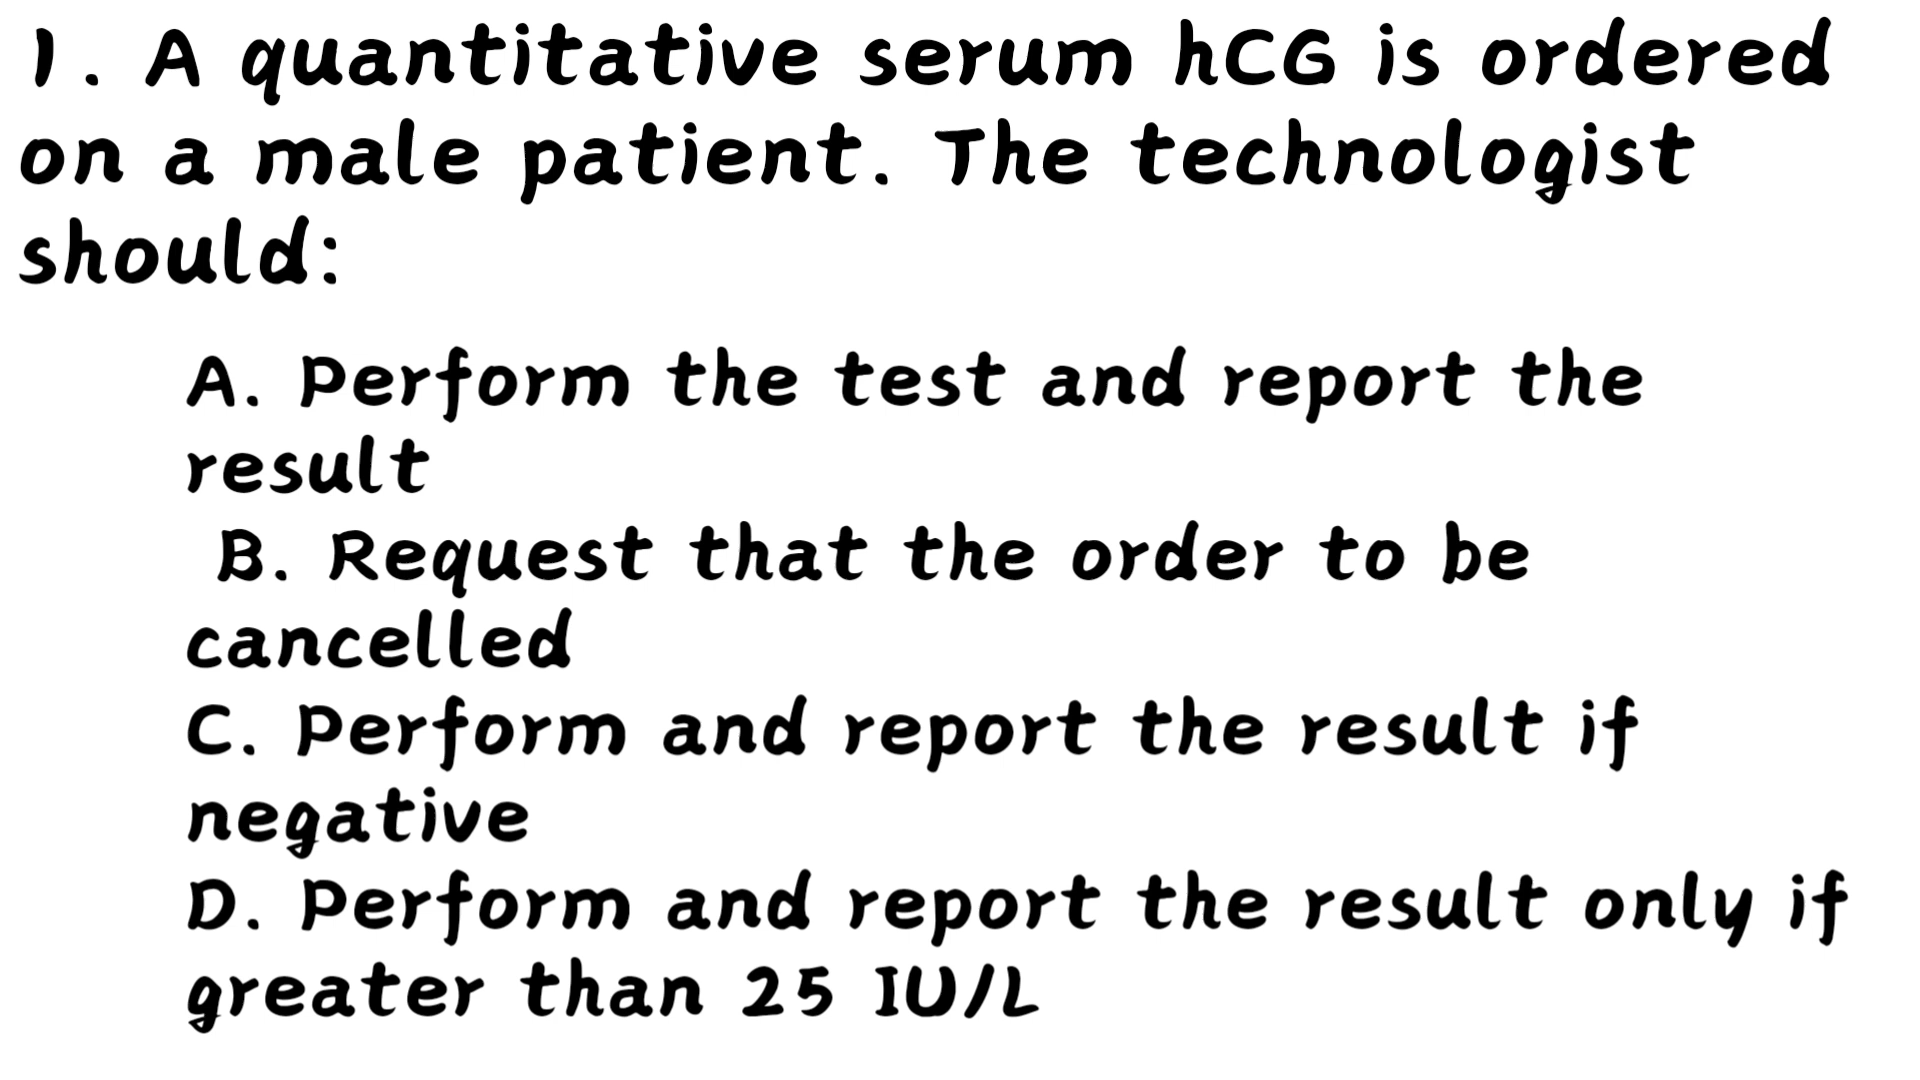 1. A quantitative serum hCG is ordered
on a male patient. The technologist
should:
A. Perform the test and report the
result
B. Request that the order to be
cancelled
C. Perform and report the result if
negative
D. Perform and report the result only if
greater than 25 IU/L